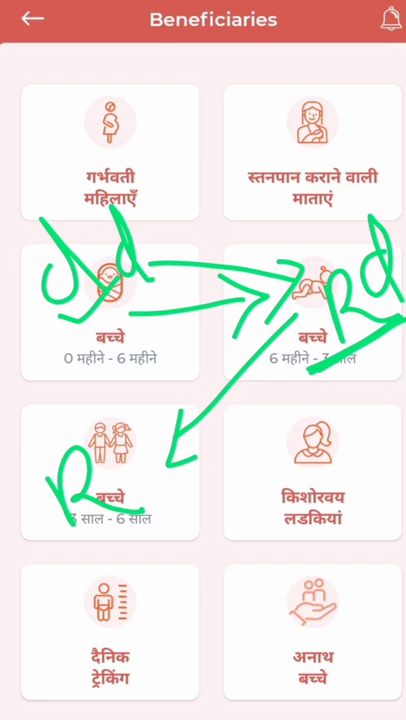 Beneficiaries
गर्भवती
महिलाएँ
स्तनपान कराने वाली
माताएं
बच्चे
0 महीने - 6 महीने
बच्चे
6 महीने - 3 साल
बच्चे
3 साल - 6 साल
किशोरवय
लडकियां
दैनिक
ट्रेकिंग
अनाथ
बच्चे